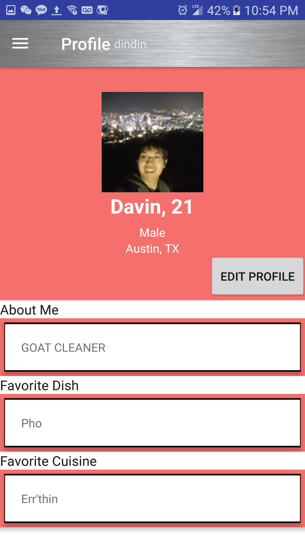 42% 10:54 PM
Profile dindin
Davin, 21
Male
Austin, TX
EDIT PROFILE
About Me
GOAT CLEANER
Favorite Dish
Pho
Favorite Cuisine
Err'thin